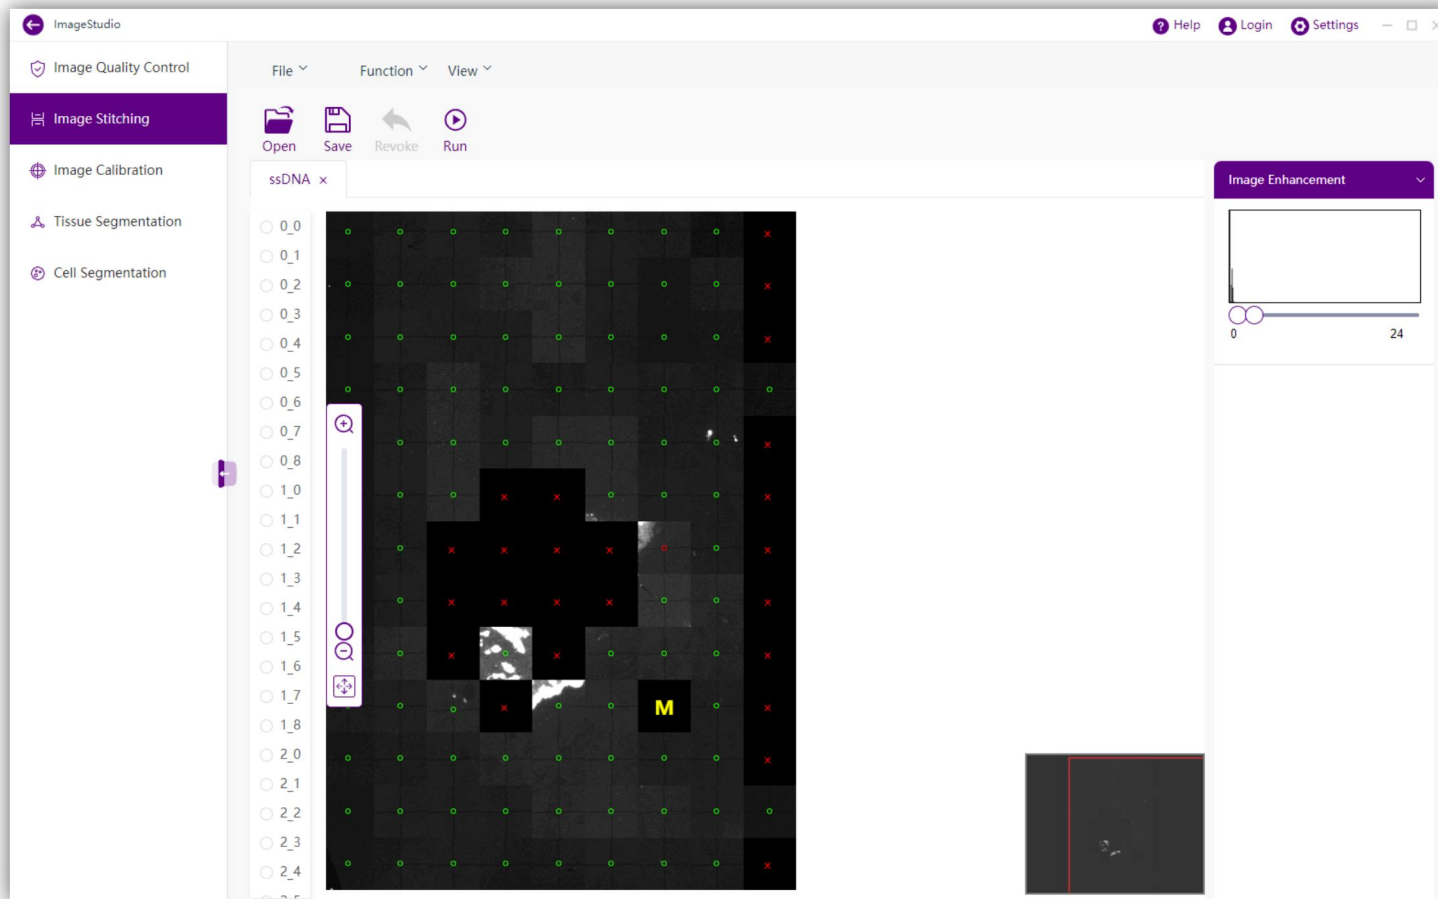 ImageStudio
Help Login Settings
Image Quality Control
Image Stitching
Image Calibration
Tissue Segmentation
Cell Segmentation
File Function View
Open Save Revoke Run
ssDNA ×
0_0
0_1
0_2
0_3
0_4
0_5
0_6
0_7
0_8
1_0
1_1
1_2
1_3
1_4
1_5
1_6
1_7
1_8
2_0
2_1
2_2
2_3
2_4
M
Image Enhancement
0 24